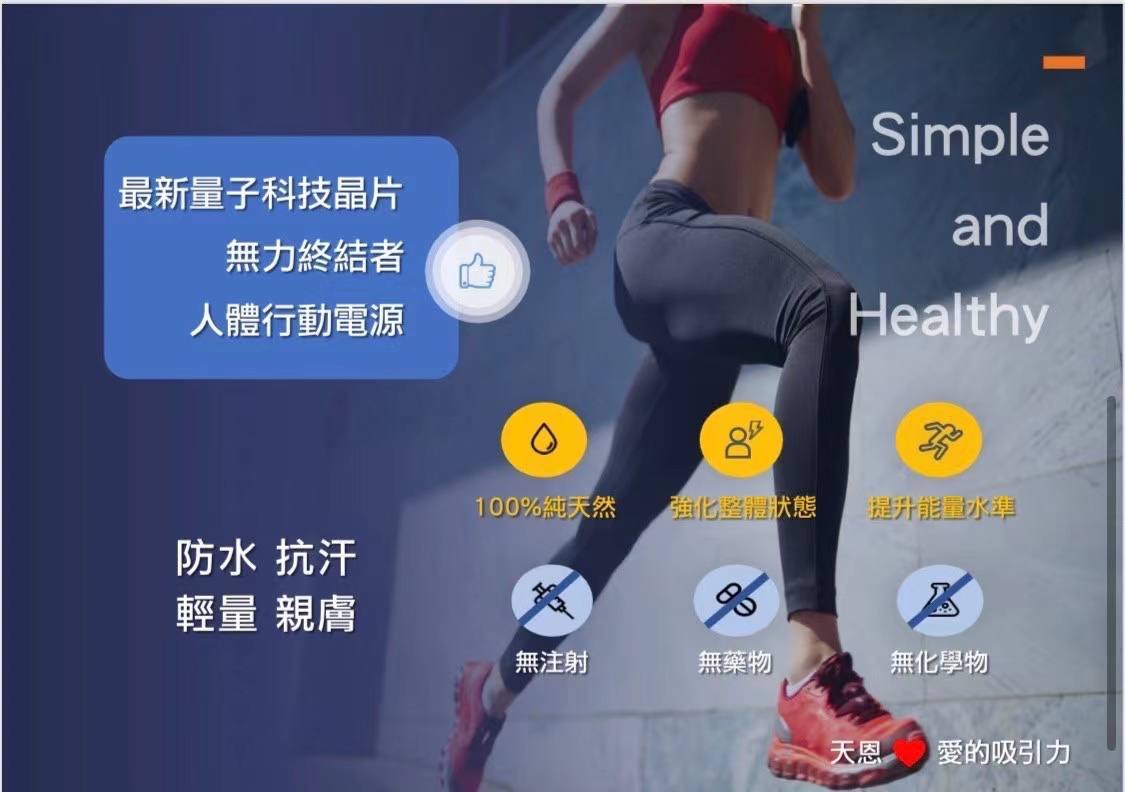 最新量子科技晶片
無力終結者
人體行動電源
Simple
and
Healthy
100%純天然
強化整體狀態
提升能量水準
防水 抗汗
輕量 親膚
無注射
無藥物
無化學物
天恩❤愛的吸引力